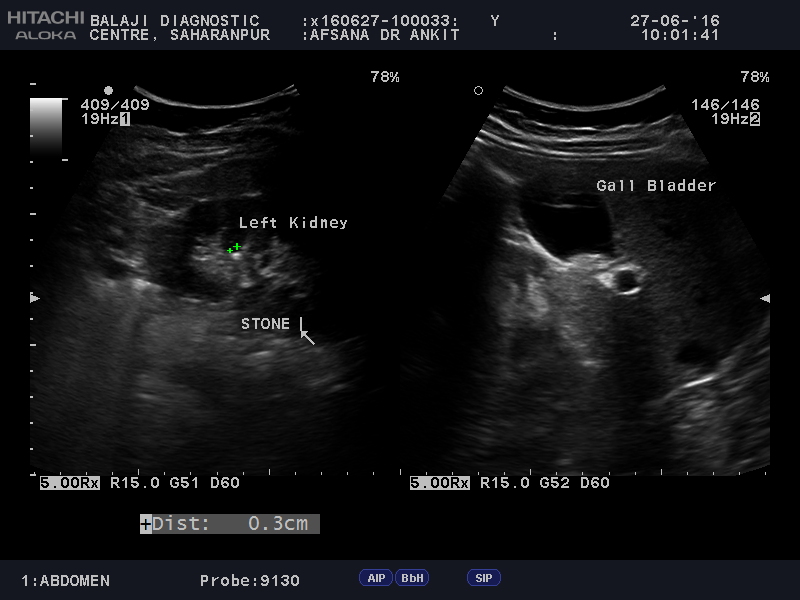 HITACHI BALAJI DIAGNOSTIC :x160627-100033: Y 27-06-'16
ALOKA CENTRE, SAHARANPUR :AFSANA DR ANKIT : 10:01:41
78% 78%
409/409 146/146
19Hz1 19Hz2
Gall Bladder
Left Kidney
STONE
5.00Rx R15.0 G51 D60 5.00Rx R15.0 G52 D60
+Dist: 0.3cm
1:ABDOMEN Probe:9130 AIP BbH SIP